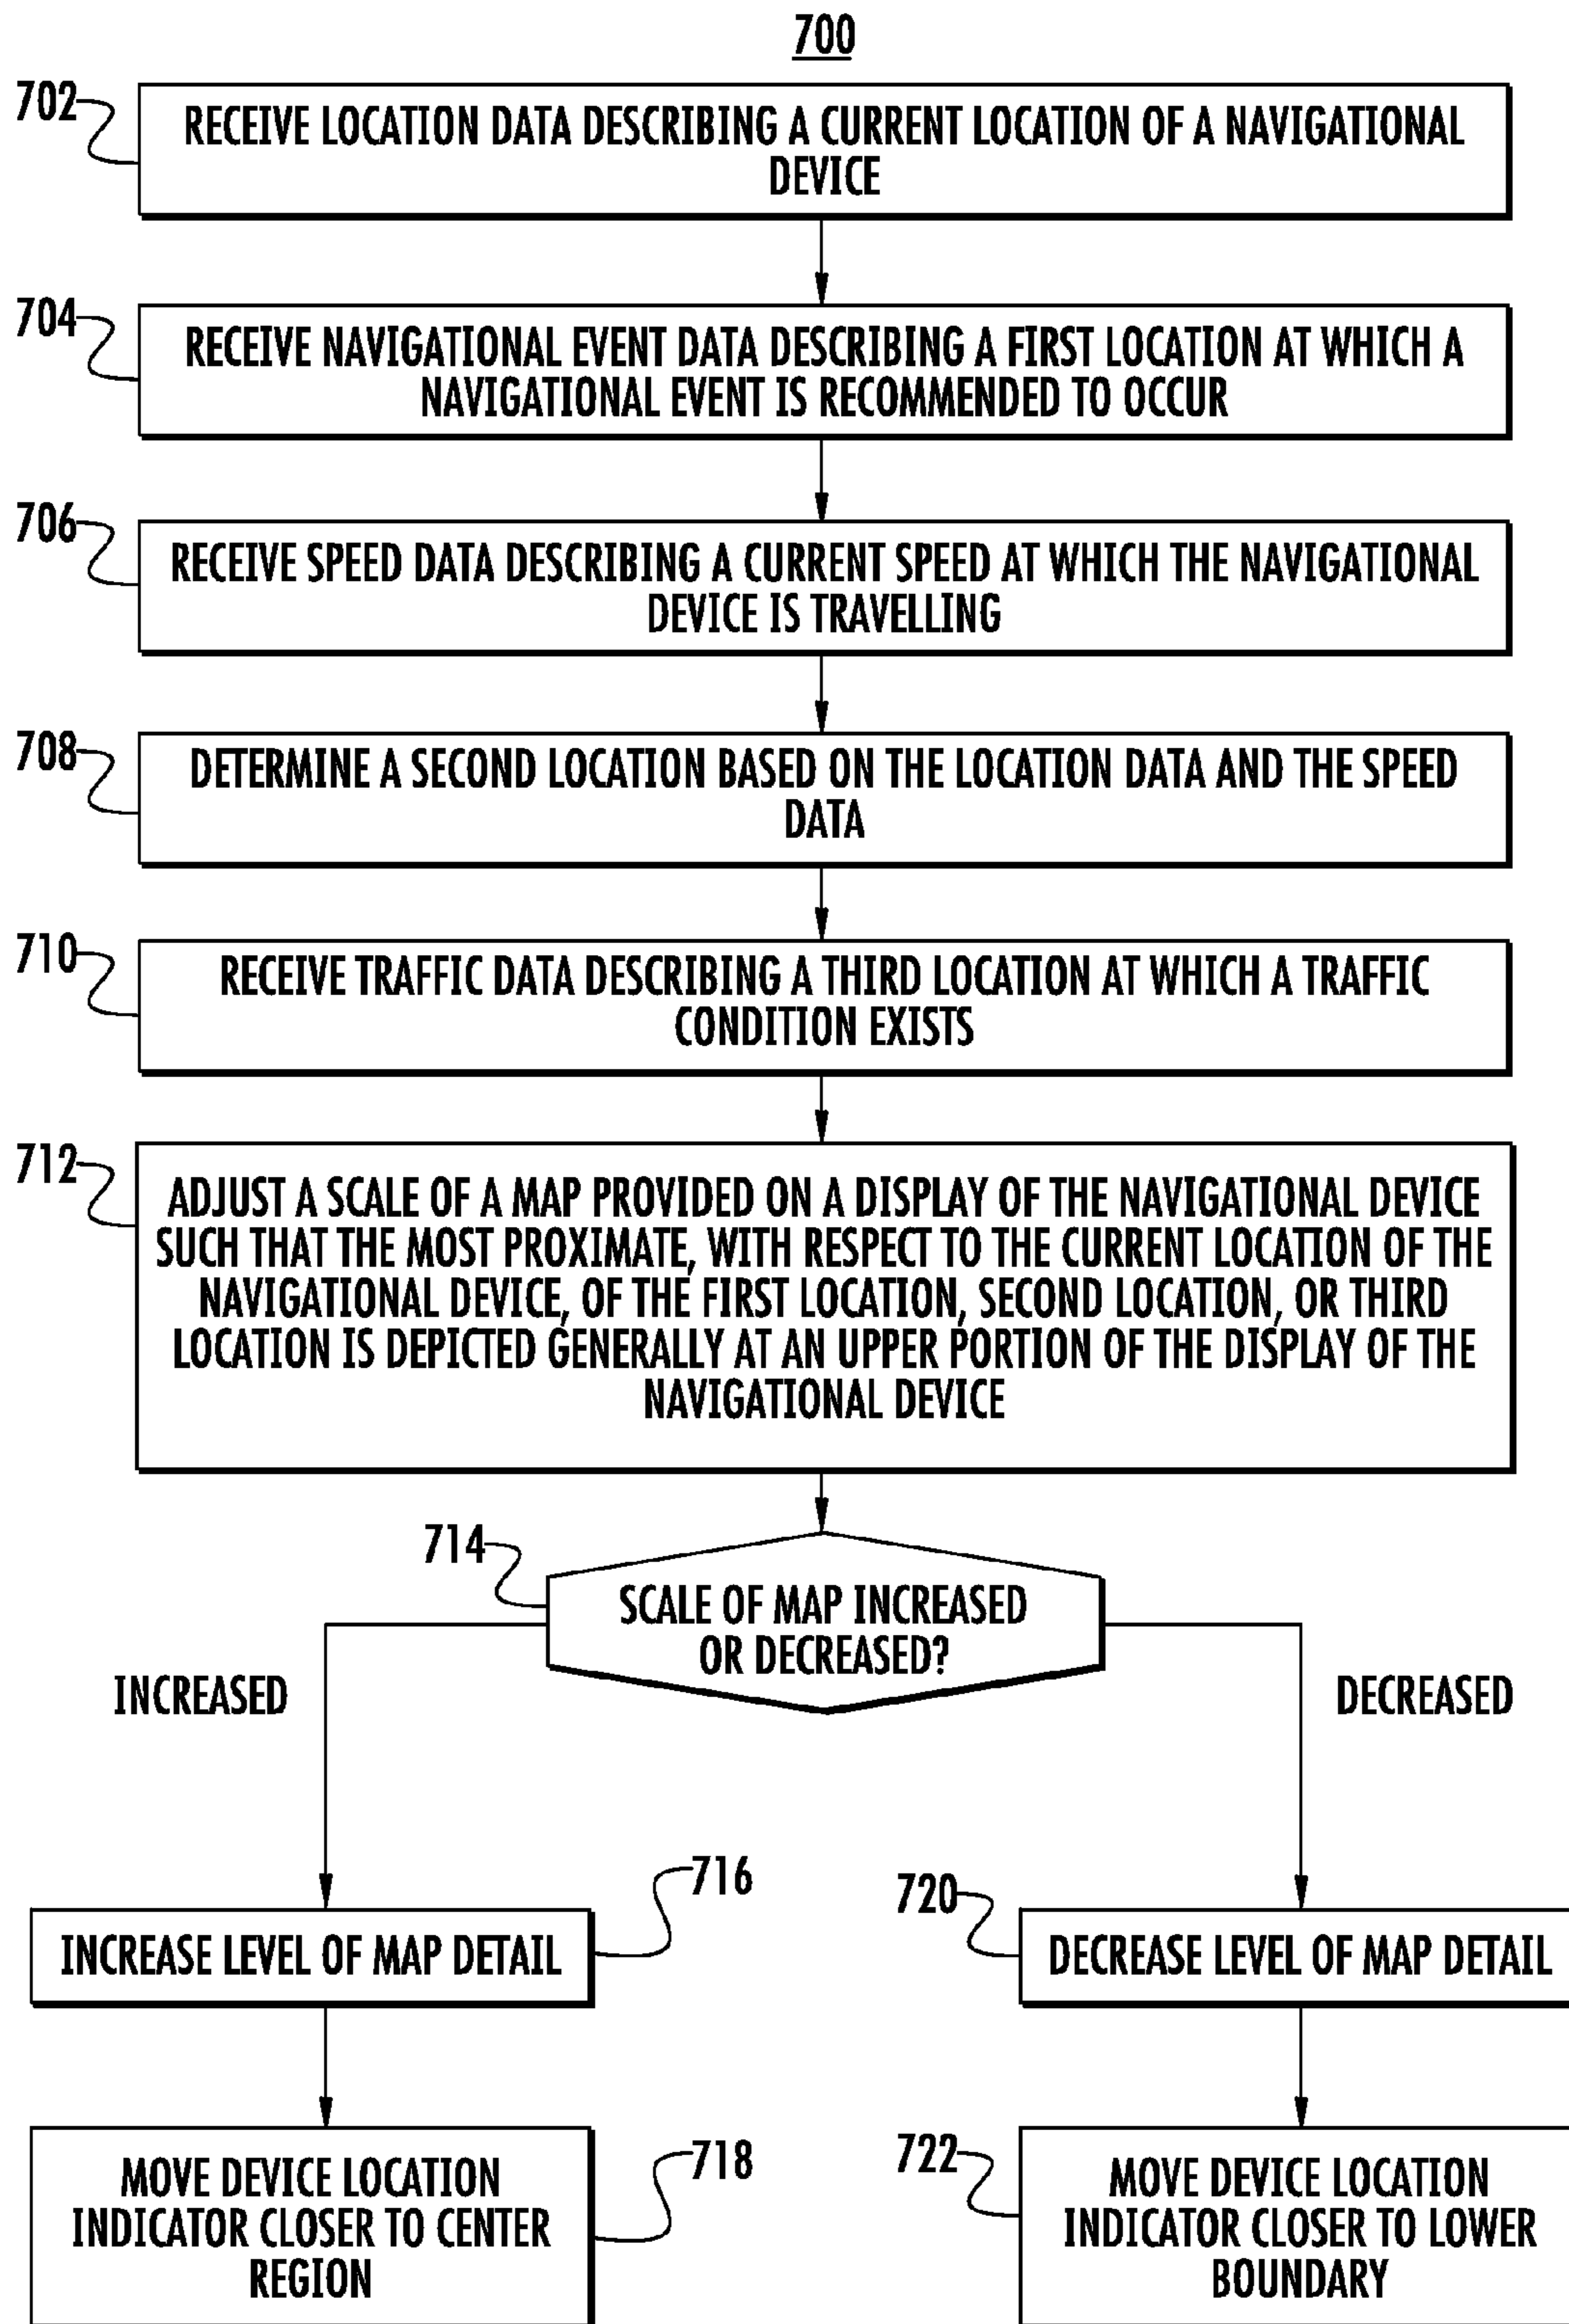 700
702
RECEIVE LOCATION DATA DESCRIBING A CURRENT LOCATION OF A NAVIGATIONAL
DEVICE
704
RECEIVE NAVIGATIONAL EVENT DATA DESCRIBING A FIRST LOCATION AT WHICH A
NAVIGATIONAL EVENT IS RECOMMENDED TO OCCUR
706
RECEIVE SPEED DATA DESCRIBING A CURRENT SPEED AT WHICH THE NAVIGATIONAL
DEVICE IS TRAVELLING
708
DETERMINE A SECOND LOCATION BASED ON THE LOCATION DATA AND THE SPEED
DATA
710
RECEIVE TRAFFIC DATA DESCRIBING A THIRD LOCATION AT WHICH A TRAFFIC
CONDITION EXISTS
712
ADJUST A SCALE OF A MAP PROVIDED ON A DISPLAY OF THE NAVIGATIONAL DEVICE
SUCH THAT THE MOST PROXIMATE, WITH RESPECT TO THE CURRENT LOCATION OF THE
NAVIGATIONAL DEVICE, OF THE FIRST LOCATION, SECOND LOCATION, OR THIRD
LOCATION IS DEPICTED GENERALLY AT AN UPPER PORTION OF THE DISPLAY OF THE
NAVIGATIONAL DEVICE
714
SCALE OF MAP INCREASED
OR DECREASED?
INCREASED
DECREASED
716
INCREASE LEVEL OF MAP DETAIL
720
DECREASE LEVEL OF MAP DETAIL
718
MOVE DEVICE LOCATION
INDICATOR CLOSER TO CENTER
REGION
722
MOVE DEVICE LOCATION
INDICATOR CLOSER TO LOWER
BOUNDARY